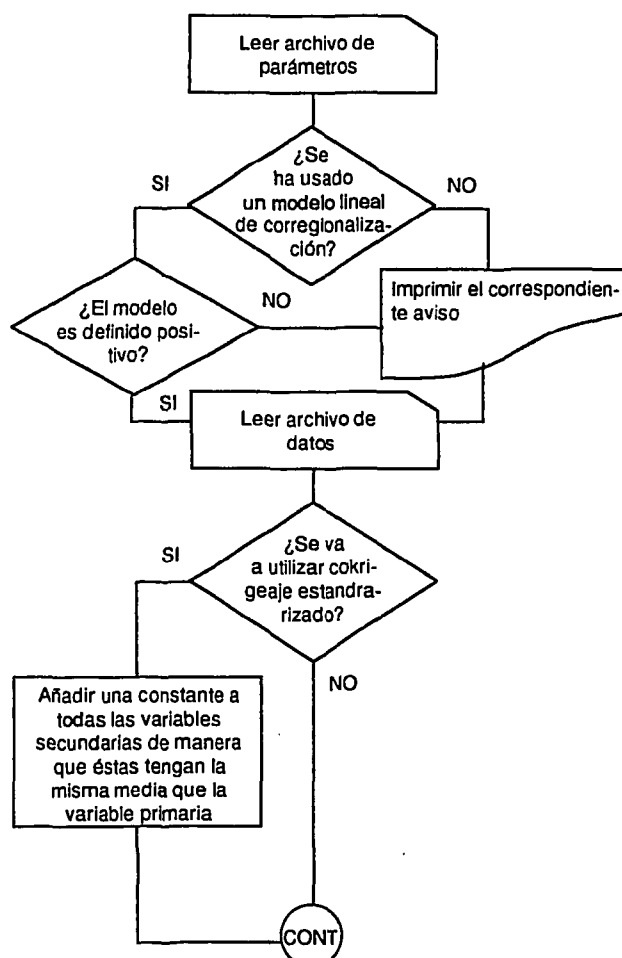 Leer archivo de
parámetros
¿Se
ha usado
un modelo lineal
de corregionaliza-
ción?
SI
NO
¿El modelo
es definido posi-
tivo?
NO
SI
Imprimir el correspondien-
te aviso
Leer archivo de
datos
¿Se va
a utilizar cokri-
geaje estandra-
rizado?
SI
NO
Añadir una constante a
todas las variables
secundarias de manera
que éstas tengan la
misma media que la
variable primaria
CONT